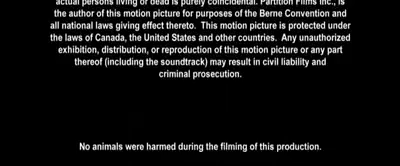 actual persons living or dead is purely coincidental. Partition Films Inc., is
the author of this motion picture for purposes of the Berne Convention and
all national laws giving effect thereto.  This motion picture is protected under
the laws of Canada, the United States and other countries.  Any unauthorized
exhibition, distribution, or reproduction of this motion picture or any part
thereof (including the soundtrack) may result in civil liability and
criminal prosecution.
No animals were harmed during the filming of this production.